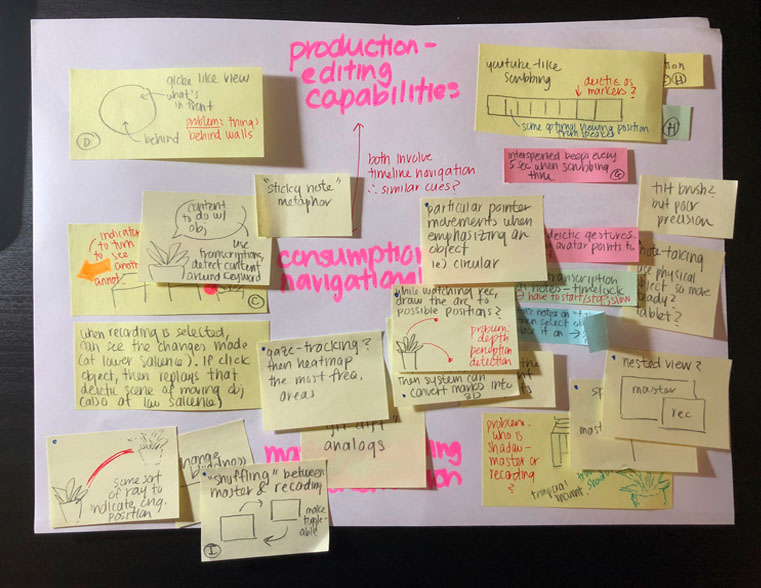 production-
editing
capabilities
globe like view
what's
in front
problem: things
behind walls
behind
D
youtube-like
scrubbing
deictic as
markers?
some optimal viewing position
from speaker
H
H
both involve
timeline navigation
∴ similar cues?
interspersed beeps every
5 sec when scrubbing
thru
G
"sticky note"
metaphor
tilt brush?
but poor
precision
content
to do w/
obj
use
transcriptions,
detect content
around keyword
indicator
to turn
to see
C
consumption
navigational
particular pointer
movements when
emphasizing an
object
ie) circular
deictic gestures-
avatar points to
note-taking
use physical
object so more
ready?
tablet?
transcription
notes-timelock
have to start/stop, slow
while watching rec,
draw the arc to
possible positions?
problem:
depth
perception
detection
then system can
convert marks into
3D
when recording is selected,
can see the changes made
(at lower salience). If click
object, then replays that
deictic scene of moving obj
(also at low salience)
gaze-tracking?
then heatmap
the most freq.
areas
nested view?
master
rec
analogs
problem:
who is
shadow-
master or
recording
?
some sort
of ray to
indicate
position
"shuffling" between
master & recording
make
toggle-
able
I